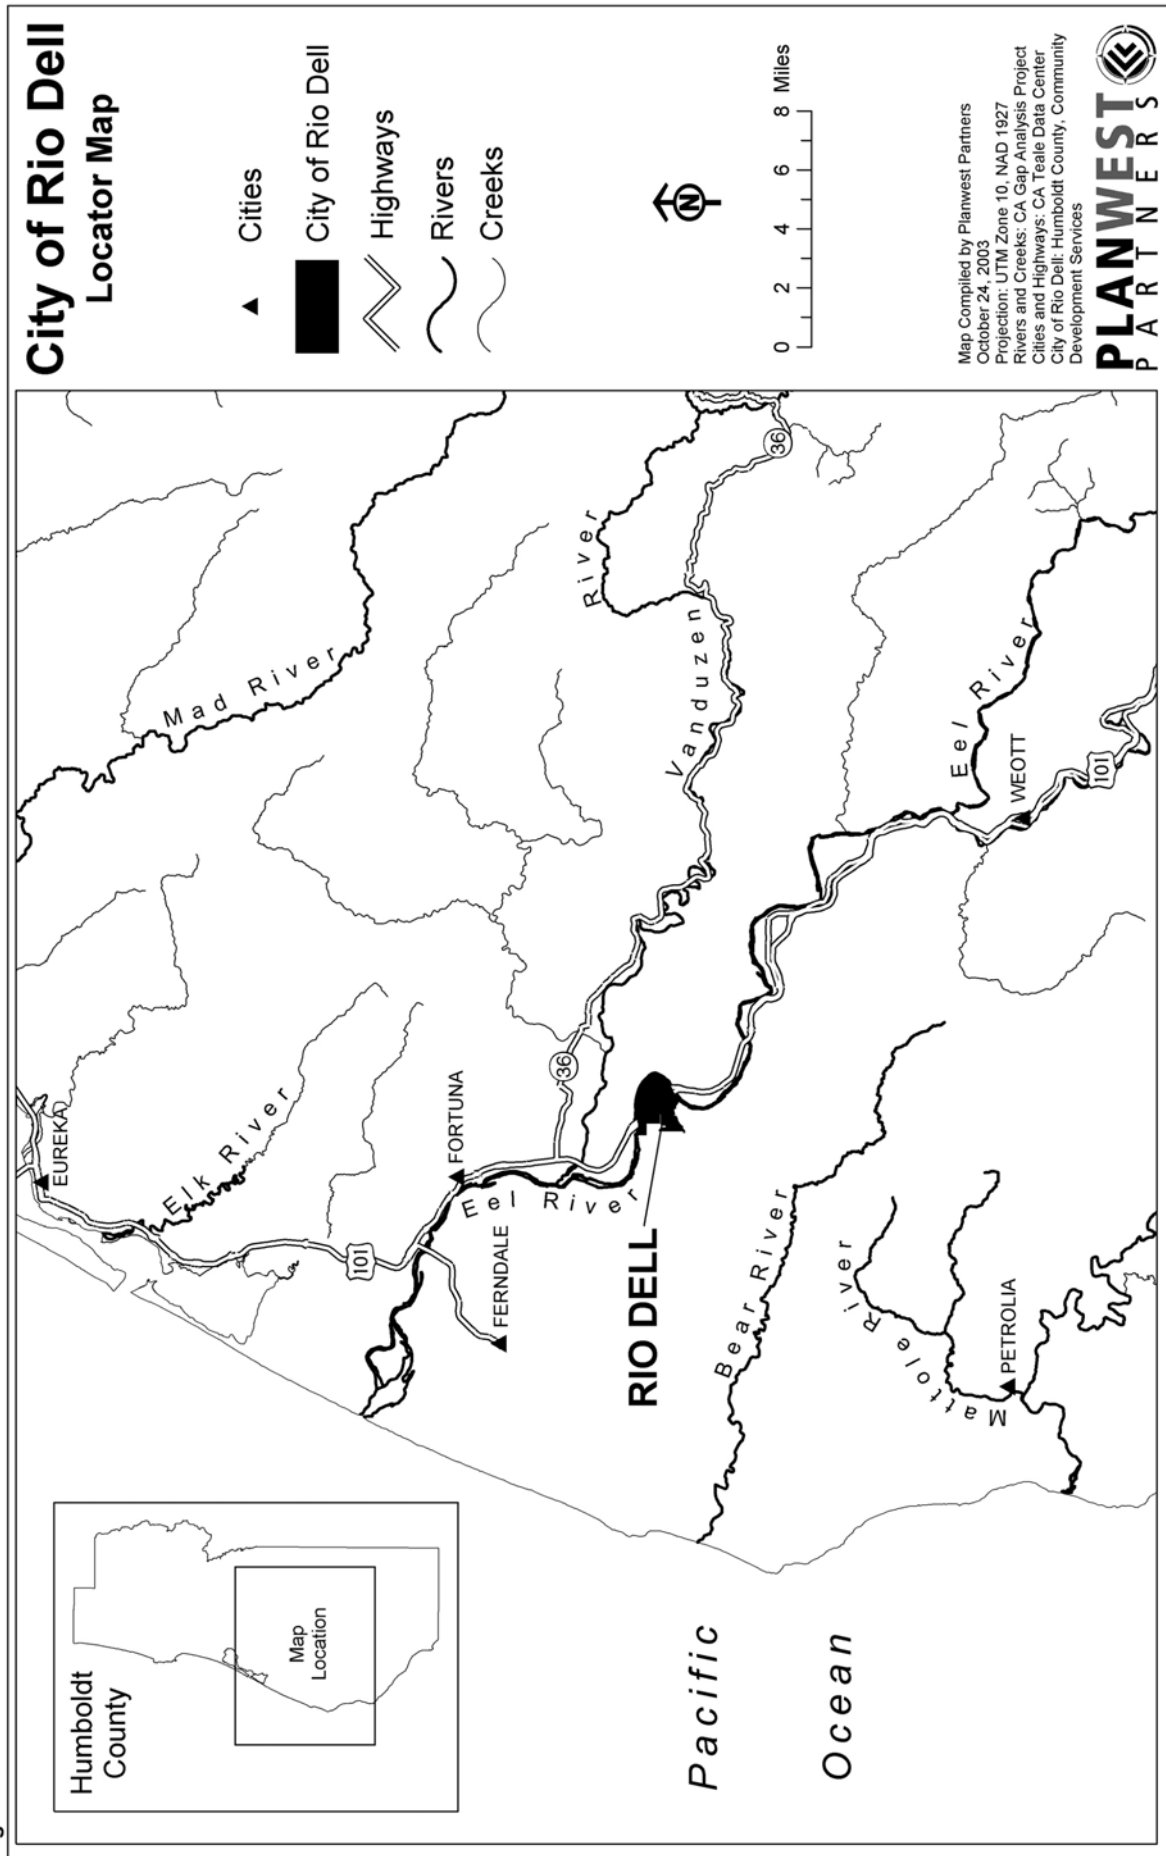 City of Rio Dell
Locator Map
Cities
City of Rio Dell
Highways
Rivers
Creeks
N
0 2 4 6 8 Miles
Map Compiled by Planwest Partners
October 24, 2003
Projection: UTM Zone 10, NAD 1927
Rivers and Creeks: CA Gap Analysis Project
Cities and Highways: CA Teale Data Center
City of Rio Dell: Humboldt County, Community
Development Services
PLANWEST
PARTNERS
Humboldt
County
Map
Location
EUREKA
Elk River
Mad River
101
FORTUNA
FERNDALE
Eel River
36
Vanduzen
River
36
RIO DELL
Bear River
Mattole River
PETROLIA
Eel River
WEOTT
101
Pacific
Ocean